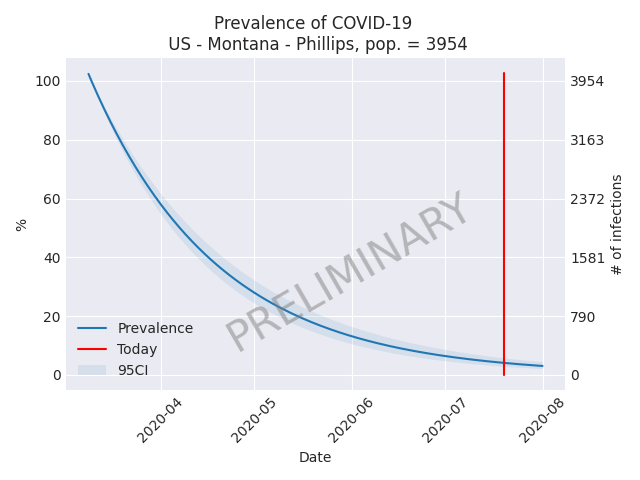 Prevalence of COVID-19
US - Montana - Phillips, pop. = 3954
%
100
80
60
40
20
0
3954
3163
2372
1581
790
0
# of infections
PRELIMINARY
Prevalence
Today
95CI
2020-04
2020-05
2020-06
2020-07
2020-08
Date